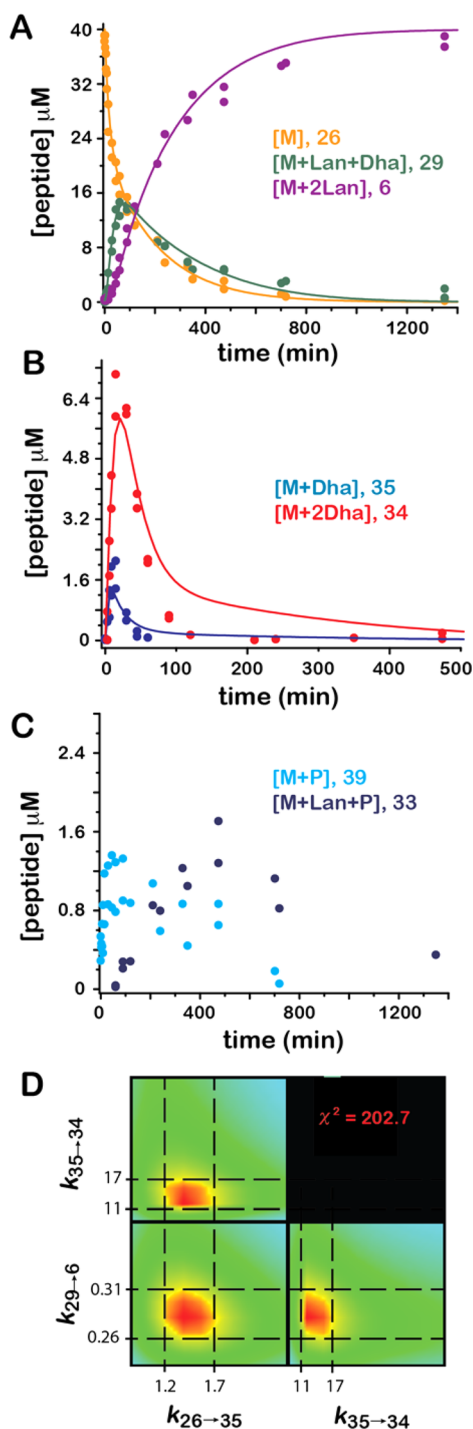 A
[peptide] μM
40
32
24
16
8
0
[M], 26
[M+Lan+Dha], 29
[M+2Lan], 6
0 400 800 1200
time (min)
B
[peptide] μM
6.4
4.8
3.2
1.6
0
[M+Dha], 35
[M+2Dha], 34
0 100 200 300 400 500
time (min)
C
[peptide] μM
2.4
1.6
0.8
0
[M+P], 39
[M+Lan+P], 33
0 400 800 1200
time (min)
D
χ² = 202.7
k35→34
17
11
k29→6
0.31
0.26
1.2 1.7 11 17
k26→35 k35→34